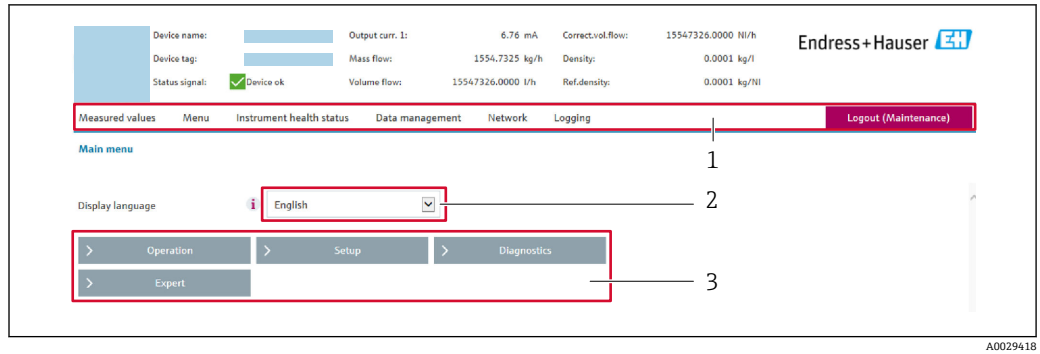 Device name: Output curr. 1: 6.76 mA Correct.vol.flow: 15547326.0000 Nl/h
Endress+Hauser EH
Device tag: Mass flow: 1554.7325 kg/h Density: 0.0001 kg/l
Status signal: Device ok Volume flow: 15547326.0000 l/h Ref.density: 0.0001 kg/Nl
Measured values Menu Instrument health status Data management Network Logging Logout (Maintenance)
1
Main menu
Display language i English 2
> Operation > Setup > Diagnostics
> Expert 3
A0029418